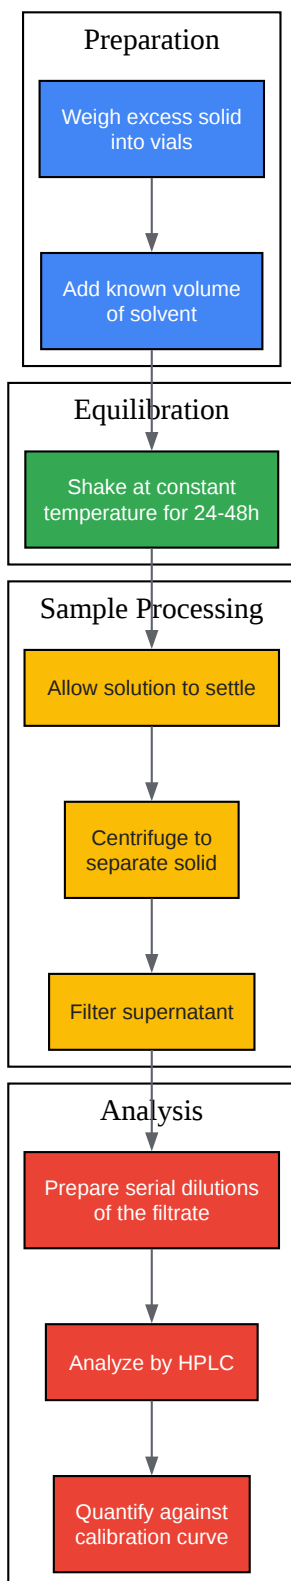 Preparation
Weigh excess solid
into vials
Add known volume
of solvent
Equilibration
Shake at constant
temperature for 24-48h
Sample Processing
Allow solution to settle
Centrifuge to
separate solid
Filter supernatant
Analysis
Prepare serial dilutions
of the filtrate
Analyze by HPLC
Quantify against
calibration curve